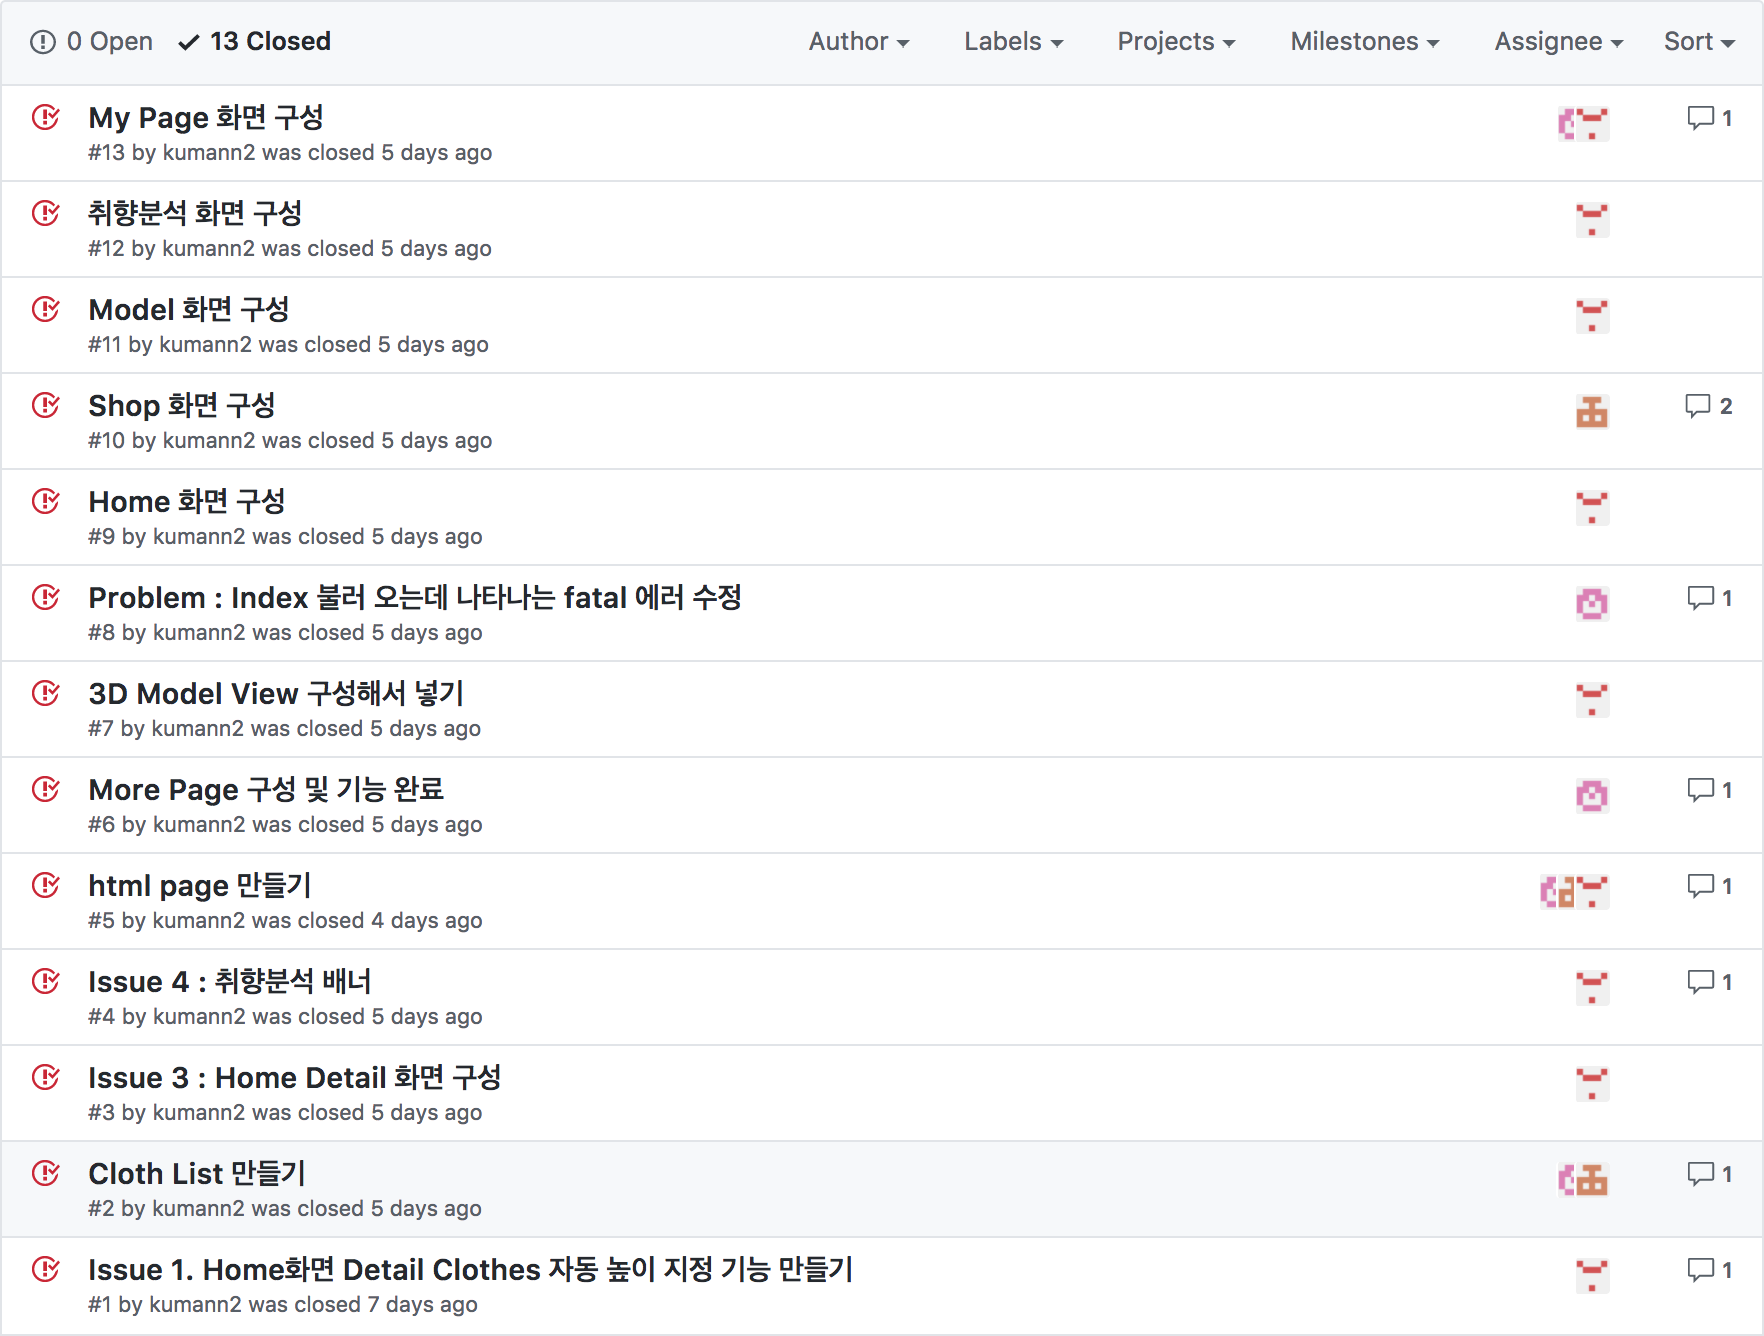 0 Open 13 Closed Author Labels Projects Milestones Assignee Sort
My Page 화면 구성 1
#13 by kumann2 was closed 5 days ago
취향분석 화면 구성
#12 by kumann2 was closed 5 days ago
Model 화면 구성
#11 by kumann2 was closed 5 days ago
Shop 화면 구성 2
#10 by kumann2 was closed 5 days ago
Home 화면 구성
#9 by kumann2 was closed 5 days ago
Problem : Index 불러 오는데 나타나는 fatal 에러 수정 1
#8 by kumann2 was closed 5 days ago
3D Model View 구성해서 넣기
#7 by kumann2 was closed 5 days ago
More Page 구성 및 기능 완료 1
#6 by kumann2 was closed 5 days ago
html page 만들기 1
#5 by kumann2 was closed 4 days ago
Issue 4 : 취향분석 배너 1
#4 by kumann2 was closed 5 days ago
Issue 3 : Home Detail 화면 구성
#3 by kumann2 was closed 5 days ago
Cloth List 만들기 1
#2 by kumann2 was closed 5 days ago
Issue 1. Home화면 Detail Clothes 자동 높이 지정 기능 만들기 1
#1 by kumann2 was closed 7 days ago